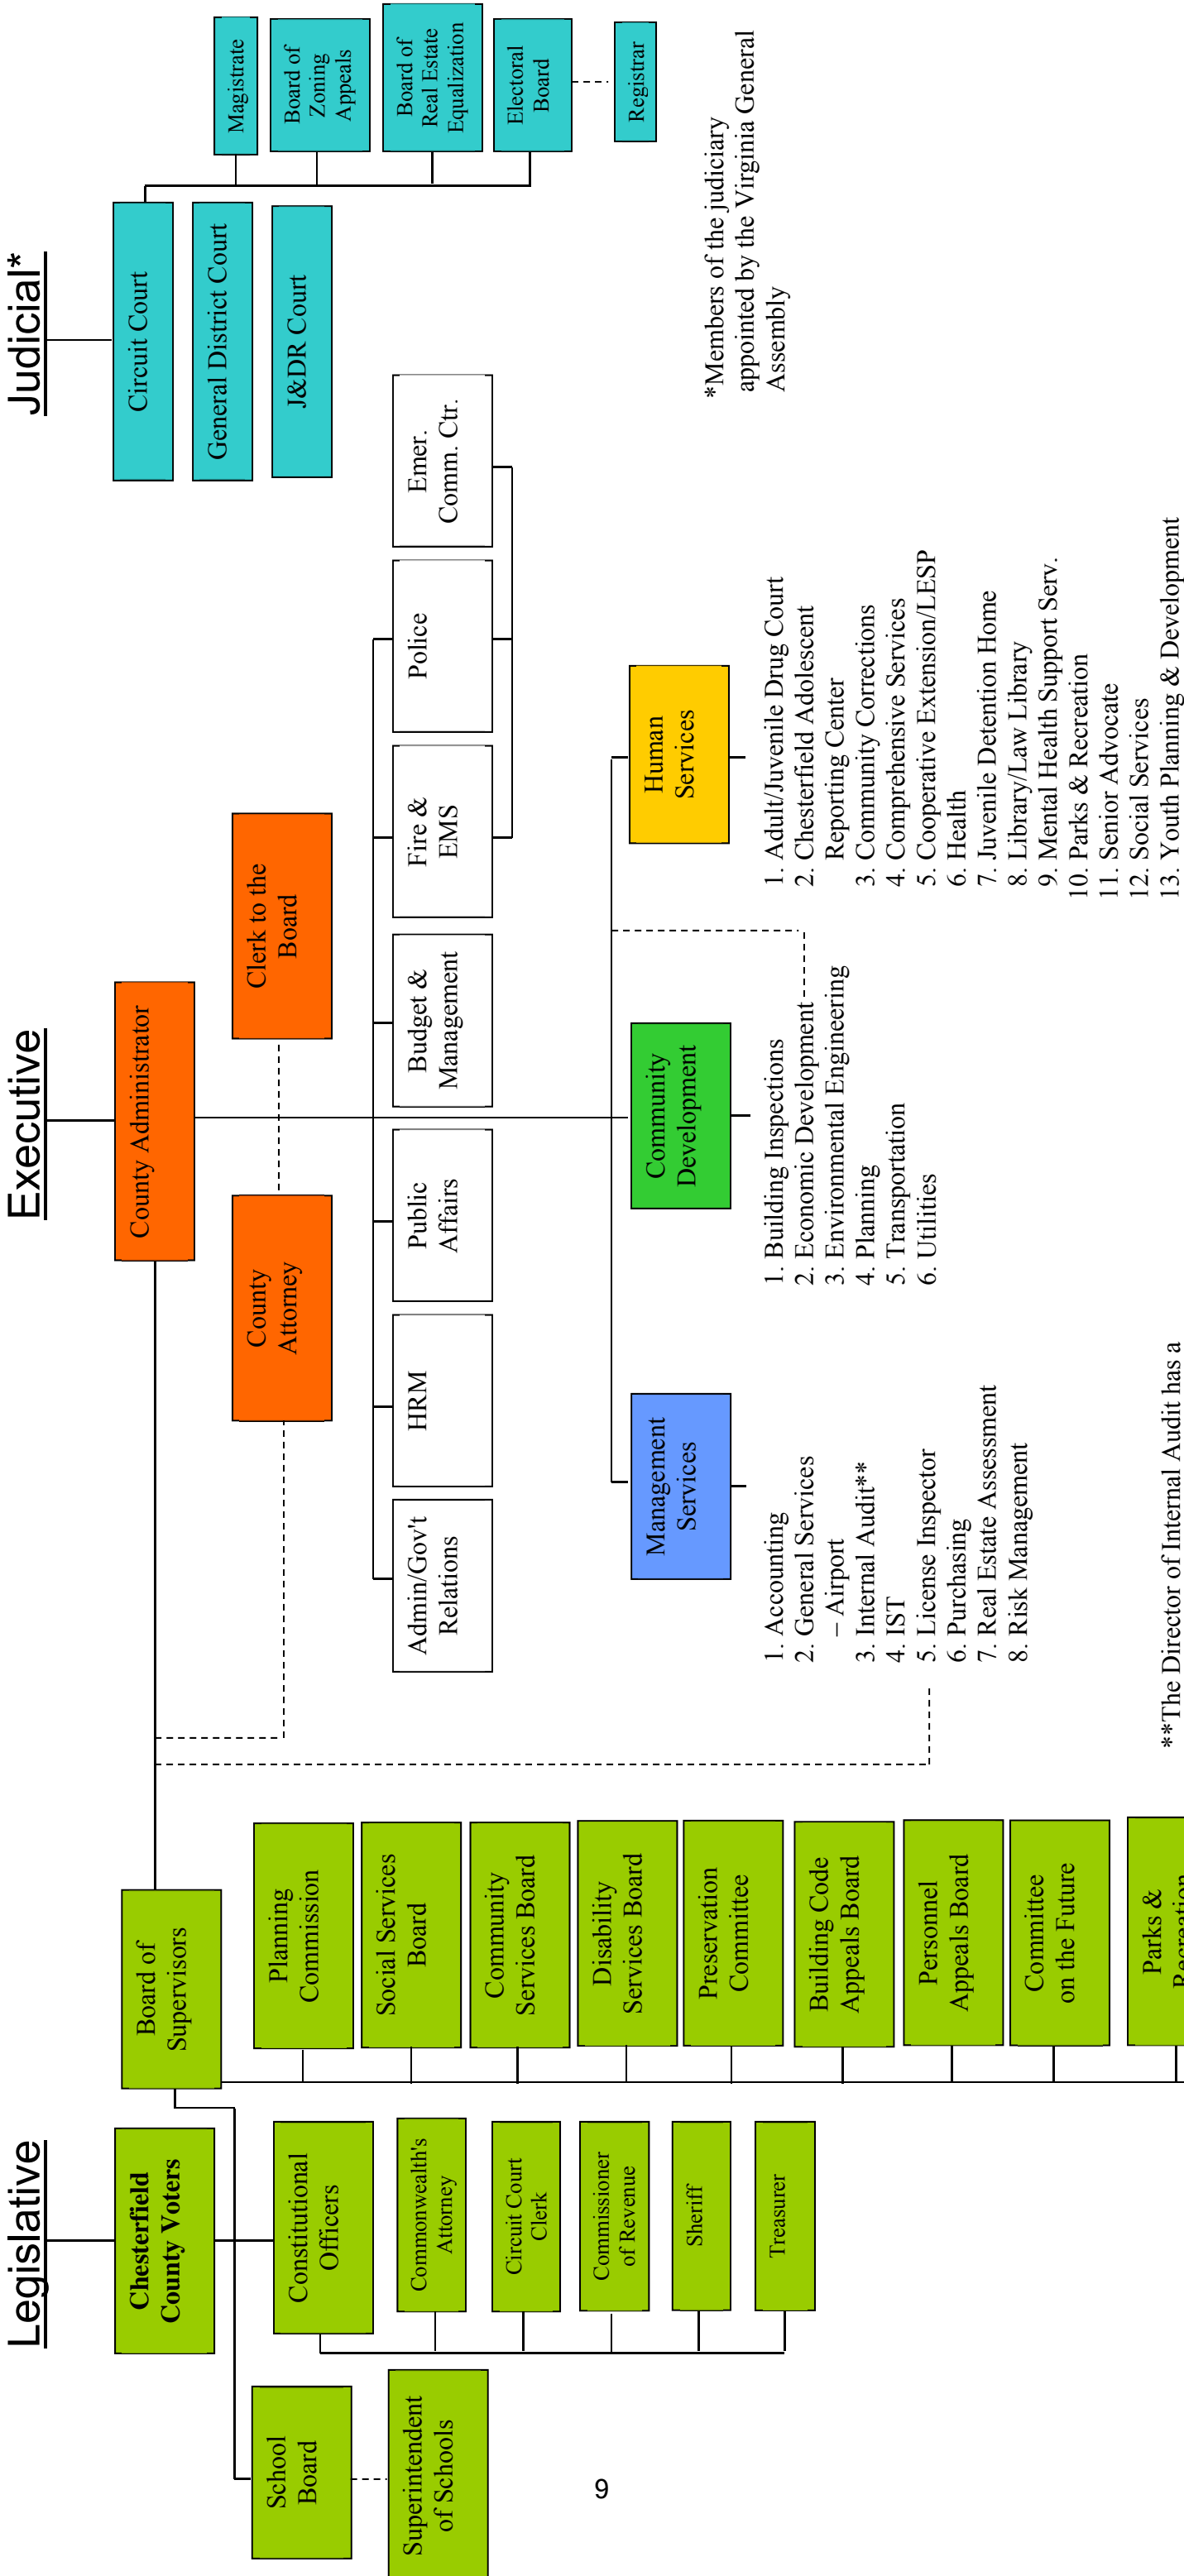 Legislative
Executive
Judicial*
Chesterfield
County Voters
Board of
Supervisors
School
Board
Superintendent
of Schools
Constitutional
Officers
Commonwealth's
Attorney
Circuit Court
Clerk
Commissioner
of Revenue
Sheriff
Treasurer
Planning
Commission
Social Services
Board
Community
Services Board
Disability
Services Board
Preservation
Committee
Building Code
Appeals Board
Personnel
Appeals Board
Committee
on the Future
Parks &
Recreation
County Administrator
County
Attorney
Clerk to the
Board
Admin/Gov't
Relations
HRM
Public
Affairs
Budget &
Management
Fire &
EMS
Police
Emer.
Comm. Ctr.
Management
Services
1. Accounting
2. General Services
– Airport
3. Internal Audit**
4. IST
5. License Inspector
6. Purchasing
7. Real Estate Assessment
8. Risk Management
Community
Development
1. Building Inspections
2. Economic Development
3. Environmental Engineering
4. Planning
5. Transportation
6. Utilities
Human
Services
1. Adult/Juvenile Drug Court
2. Chesterfield Adolescent
Reporting Center
3. Community Corrections
4. Comprehensive Services
5. Cooperative Extension/LESP
6. Health
7. Juvenile Detention Home
8. Library/Law Library
9. Mental Health Support Serv.
10. Parks & Recreation
11. Senior Advocate
12. Social Services
13. Youth Planning & Development
Circuit Court
General District Court
J&DR Court
Magistrate
Board of
Zoning
Appeals
Board of
Real Estate
Equalization
Electoral
Board
Registrar
*Members of the judiciary
appointed by the Virginia General
Assembly
**The Director of Internal Audit has a
9